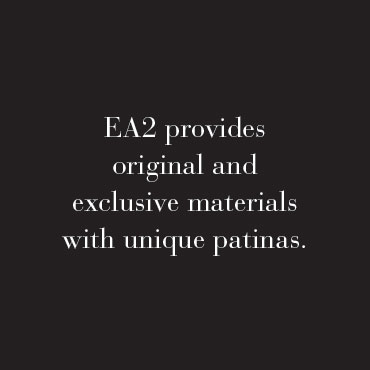 EA2 provides
original and
exclusive materials
with unique patinas.